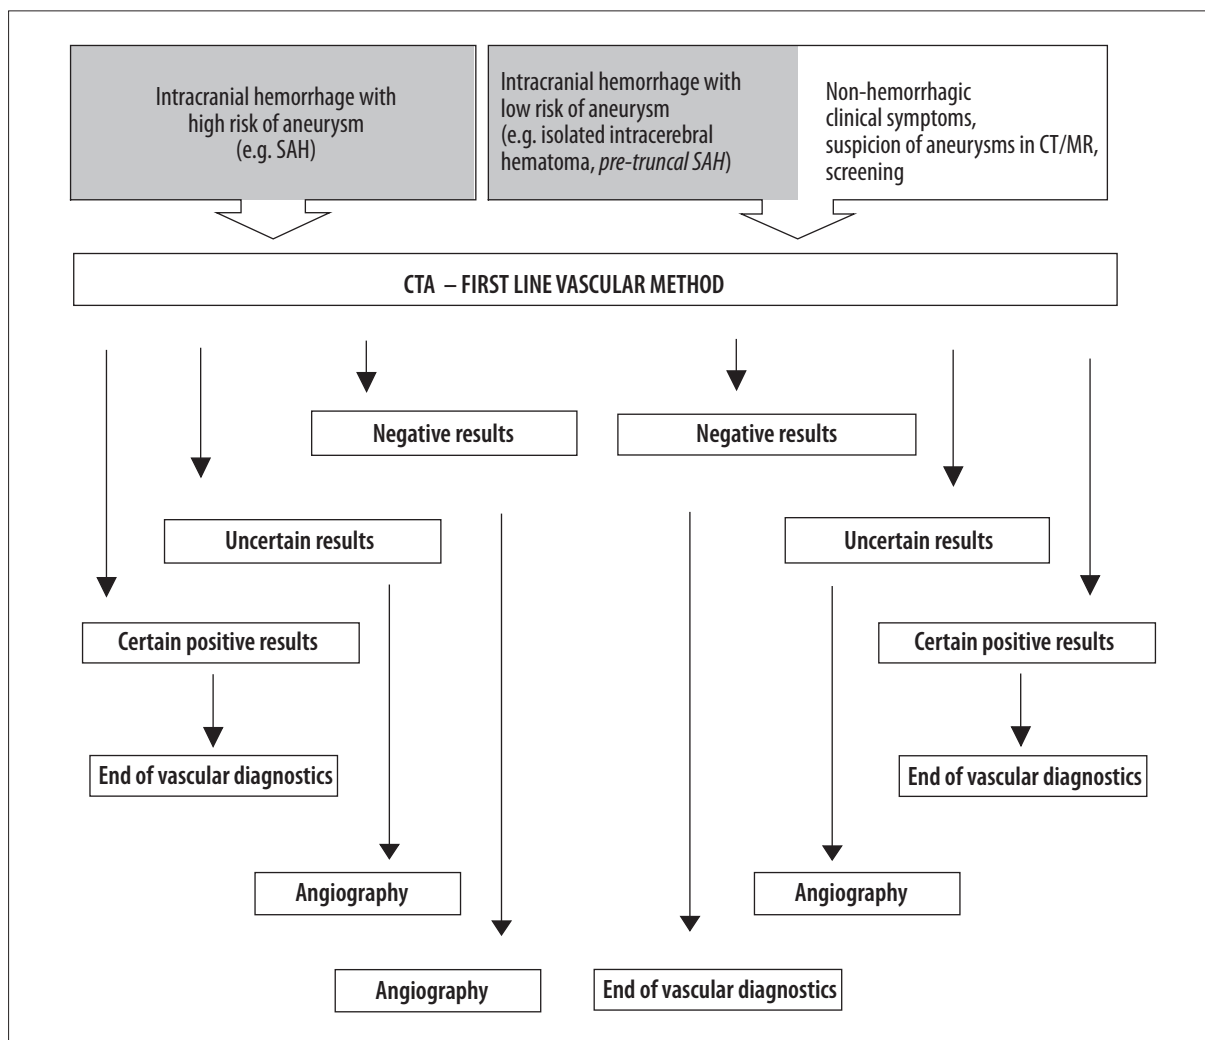 Intracranial hemorrhage with
high risk of aneurysm
(e.g. SAH)
Intracranial hemorrhage with
low risk of aneurysm
(e.g. isolated intracerebral
hematoma, pre-truncal SAH)
Non-hemorrhagic
clinical symptoms,
suspicion of aneurysms in CT/MR,
screening
CTA – FIRST LINE VASCULAR METHOD
Negative results
Negative results
Uncertain results
Uncertain results
Certain positive results
Certain positive results
End of vascular diagnostics
End of vascular diagnostics
Angiography
Angiography
Angiography
End of vascular diagnostics